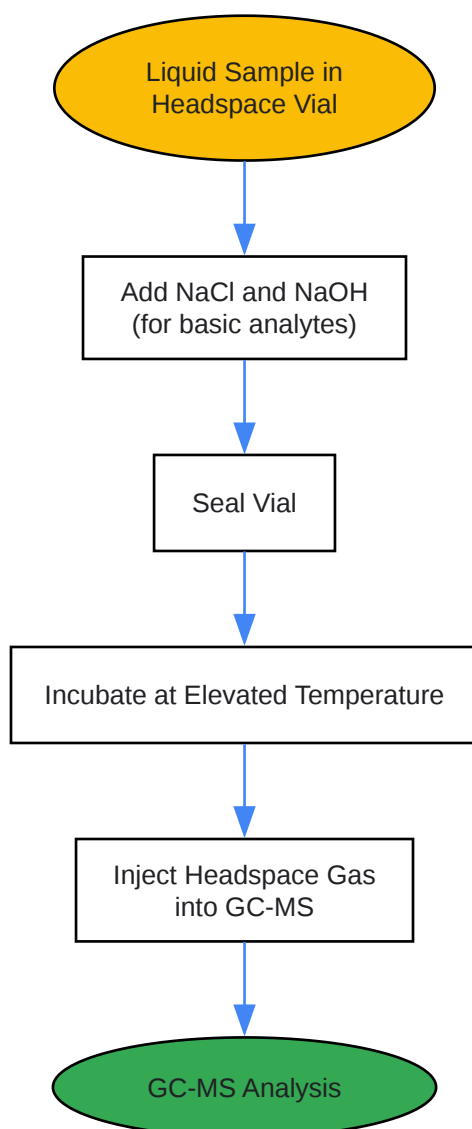 Liquid Sample in
Headspace Vial
Add NaCl and NaOH
(for basic analytes)
Seal Vial
Incubate at Elevated Temperature
Inject Headspace Gas
into GC-MS
GC-MS Analysis